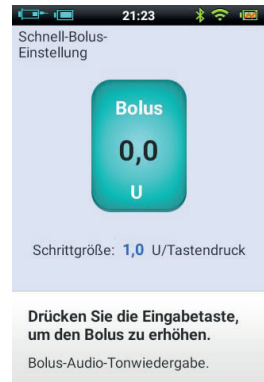 21:23
Schnell-Bolus-
Einstellung
Bolus
0,0
U
Schrittgröße: 1,0 U/Tastendruck
Drücken Sie die Eingabetaste,
um den Bolus zu erhöhen.
Bolus-Audio-Tonwiedergabe.